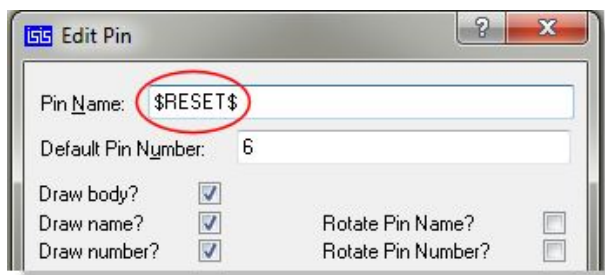 isis Edit Pin
Pin Name: $RESET$
Default Pin Number: 6
Draw body?
Draw name? Rotate Pin Name?
Draw number? Rotate Pin Number?